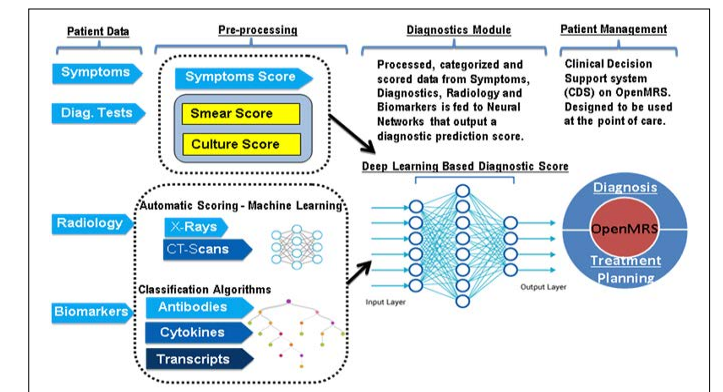 Patient Data
Pre-processing
Diagnostics Module
Patient Management
Symptoms
Diag. Tests
Symptoms Score
Smear Score
Culture Score
Processed, categorized and
scored data from Symptoms,
Diagnostics, Radiology and
Biomarkers is fed to Neural
Networks that output a
diagnostic prediction score.
Clinical Decision
Support system
(CDS) on OpenMRS.
Designed to be used
at the point of care.
Deep Learning Based Diagnostic Score
Radiology
Automatic Scoring - Machine Learning
X-Rays
CT-Scans
Input Layer
Output Layer
Diagnosis
OpenMRS
Treatment
Planning
Biomarkers
Classification Algorithms
Antibodies
Cytokines
Transcripts